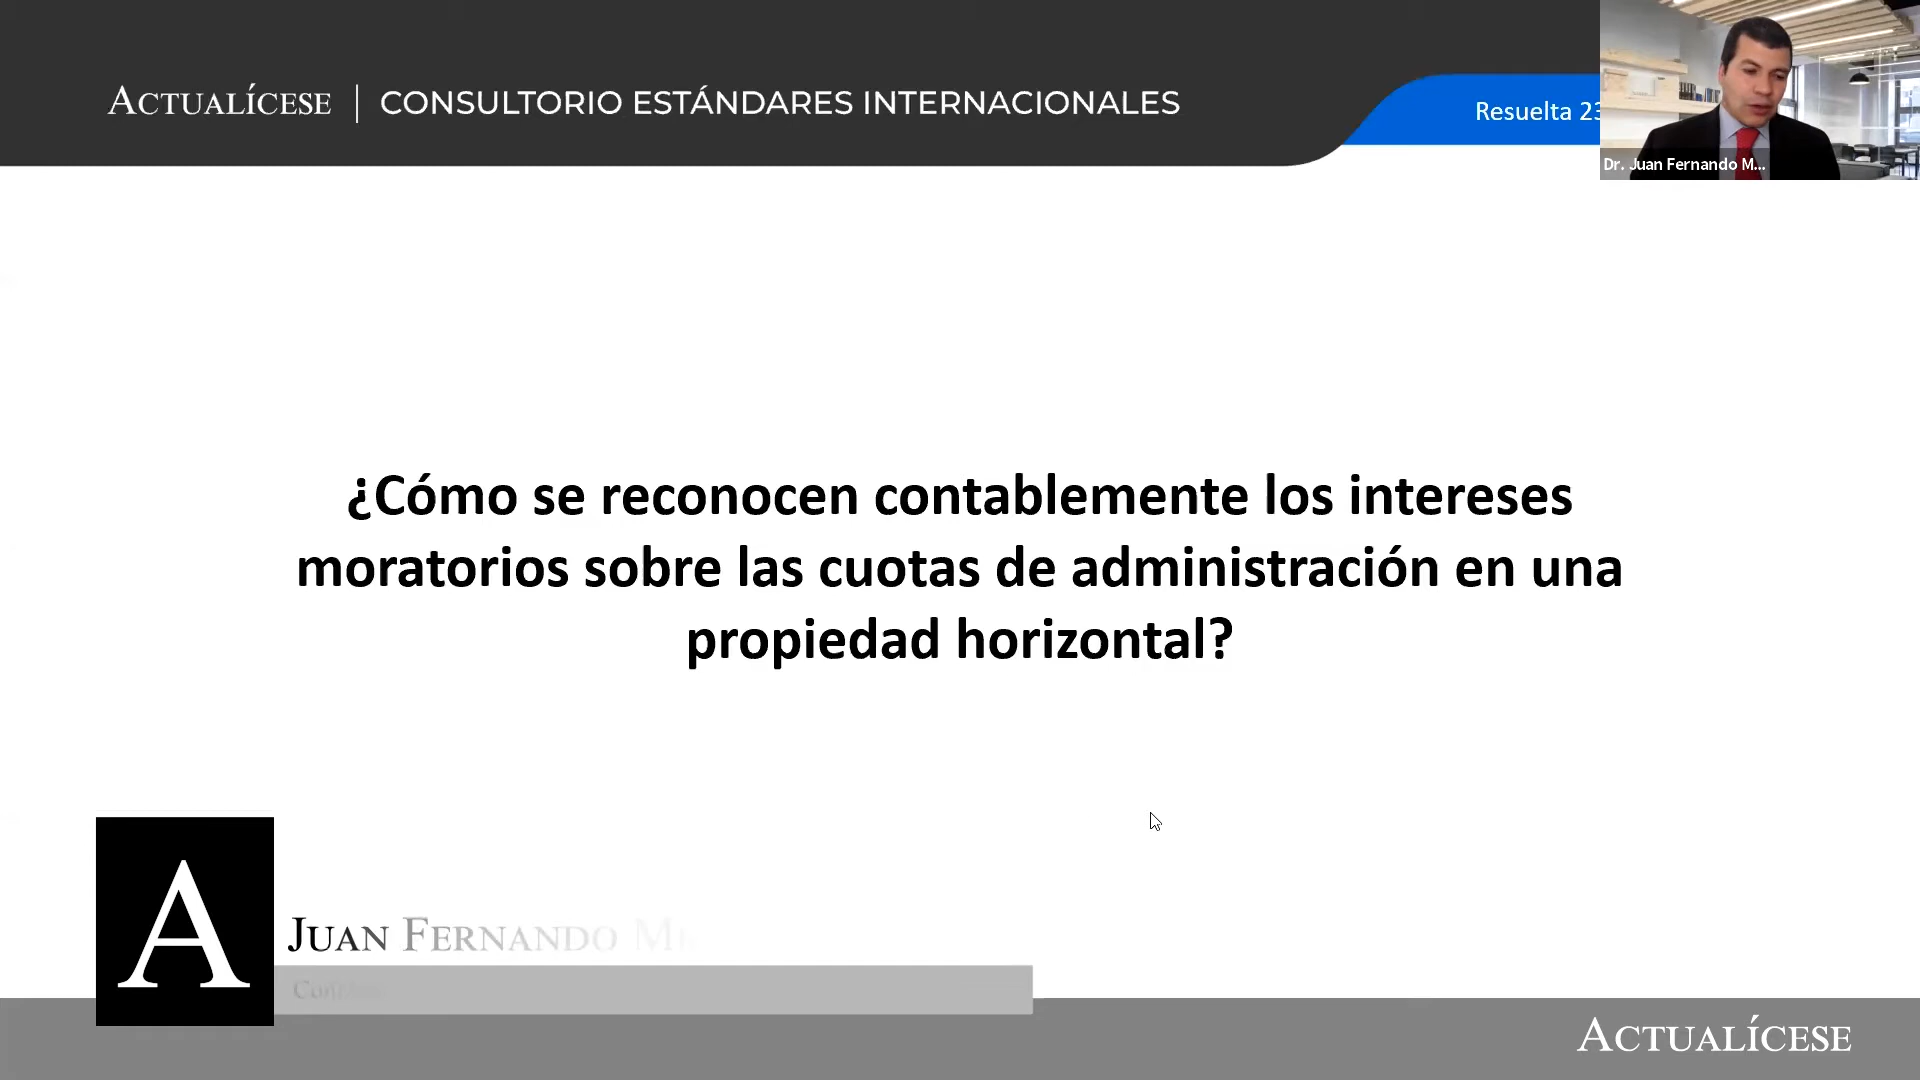 ACTUALÍCESE | CONSULTORIO ESTÁNDARES INTERNACIONALES
Resuelta 23
Dr. Juan Fernando M...
¿Cómo se reconocen contablemente los intereses
moratorios sobre las cuotas de administración en una
propiedad horizontal?
A
JUAN FERNANDO
ACTUALÍCESE